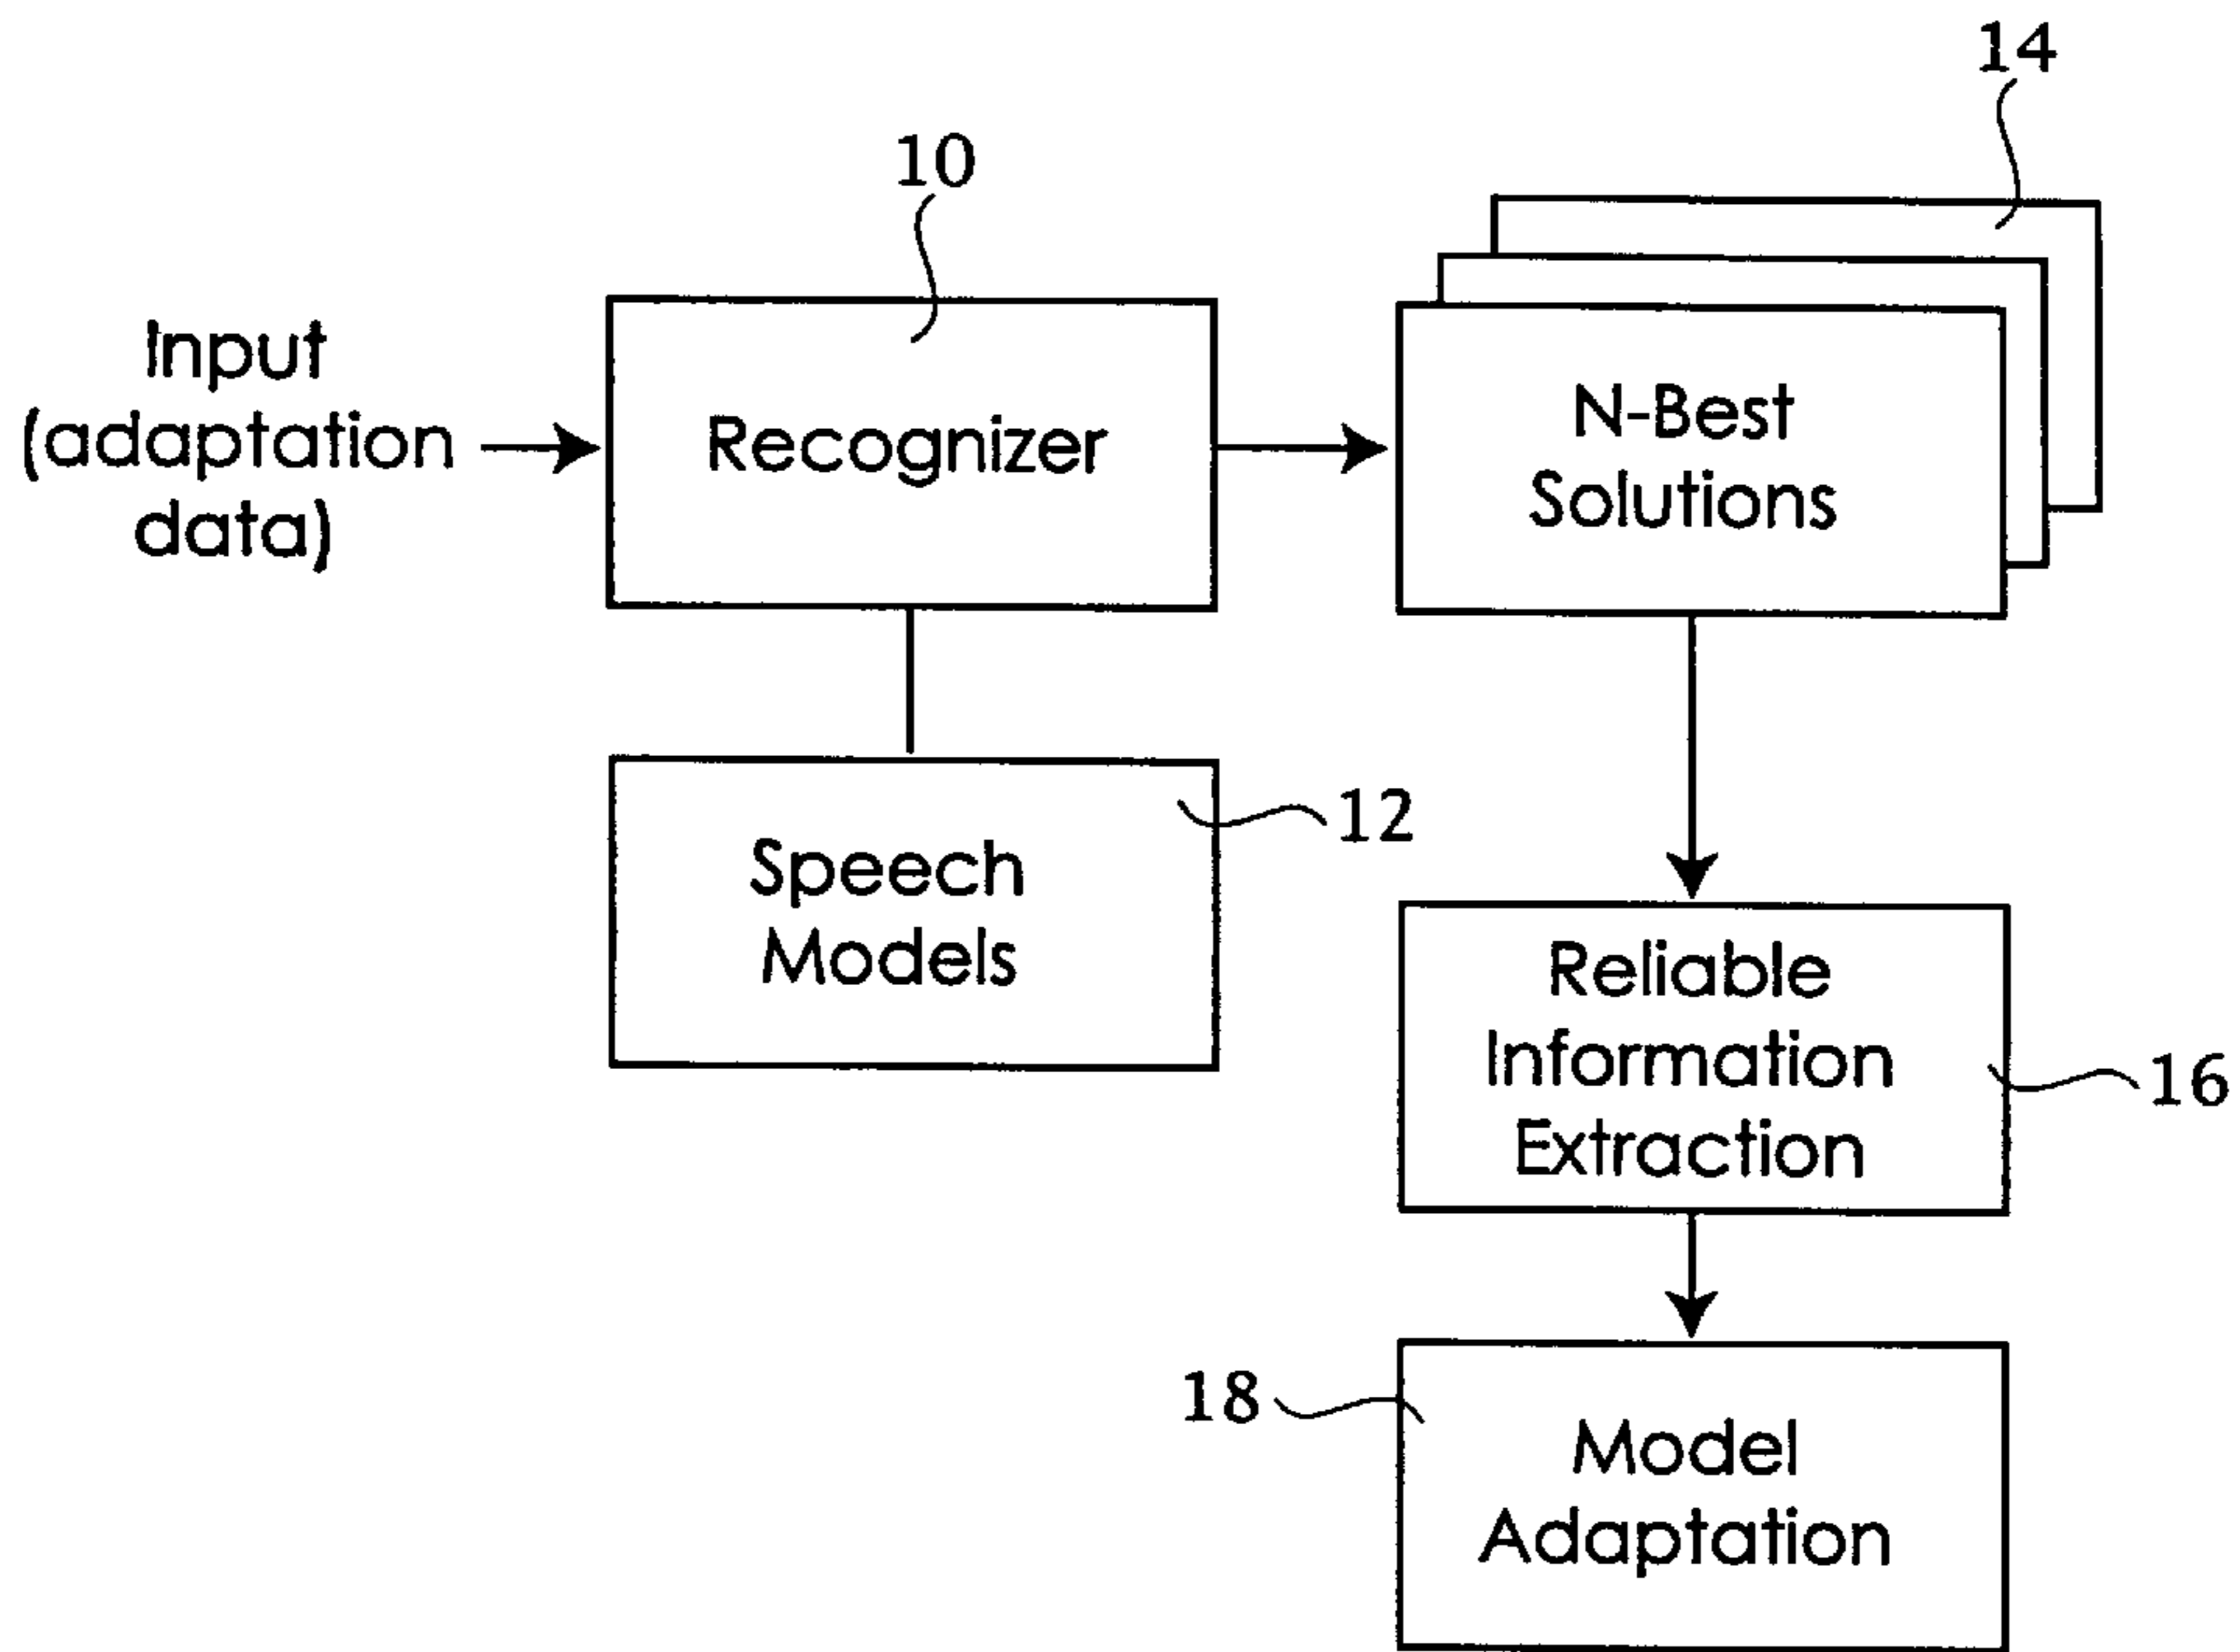 14
10
Input
(adaptation
data)
Recognizer
N-Best
Solutions
12
Speech
Models
Reliable
Information
Extraction
16
18
Model
Adaptation